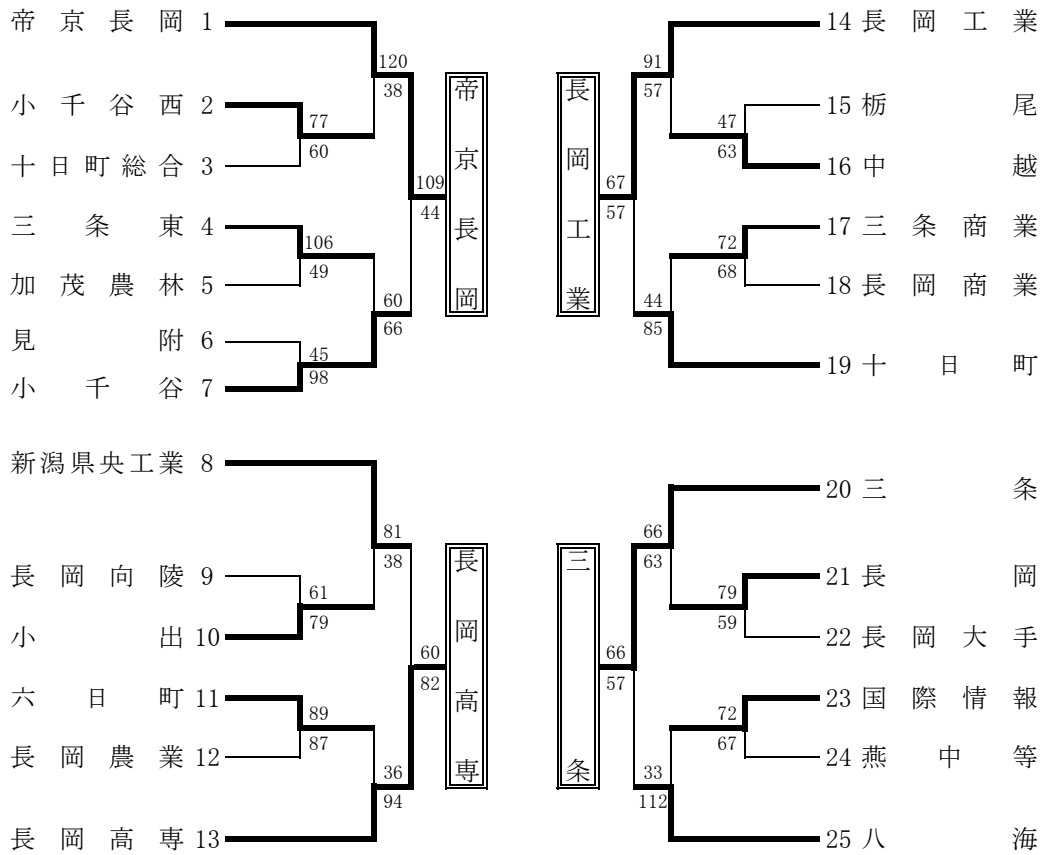 帝京長岡 1
120
38
小千谷西 2
77
60
十日町総合 3
109
44
三条東 4
106
49
加茂農林 5
60
66
見附 6
45
98
小千谷 7
帝京長岡
14 長岡工業
91
57
15 栃尾
47
63
16 中越
67
57
17 三条商業
72
68
18 長岡商業
44
85
19 十日町
長岡工業
新潟県央工業 8
81
38
長岡向陵 9
61
79
小出 10
60
82
六日町 11
89
87
長岡農業 12
36
94
長岡高専 13
長岡高専
20 三条
66
63
21 長岡
79
59
22 長岡大手
66
57
23 国際情報
72
67
24 燕中等
33
112
25 八海
三条